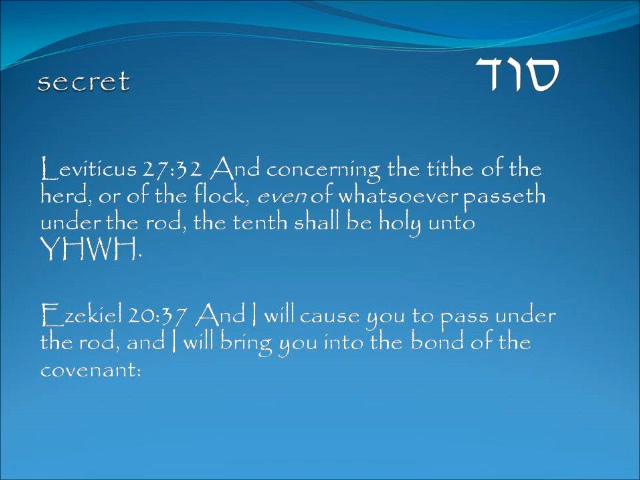 secret
סוד
Leviticus 27:32 And concerning the tithe of the
herd, or of the flock, even of whatsoever passeth
under the rod, the tenth shall be holy unto
YHWH.
Ezekiel 20:37 And I will cause you to pass under
the rod, and I will bring you into the bond of the
covenant: